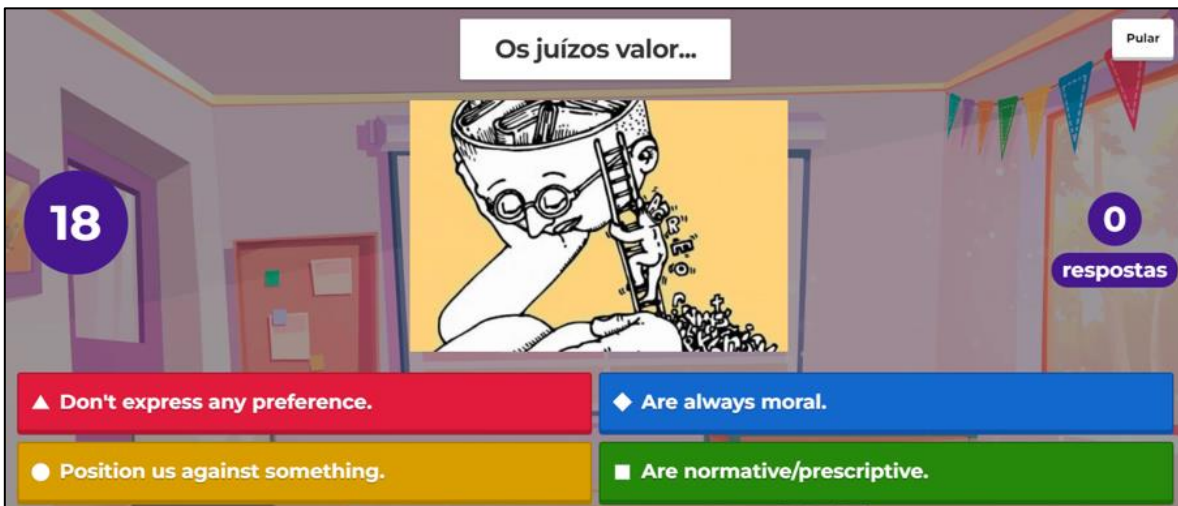 Os juízos valor...
Pular
18
0
respostas
Don't express any preference.
Are always moral.
Position us against something.
Are normative/prescriptive.